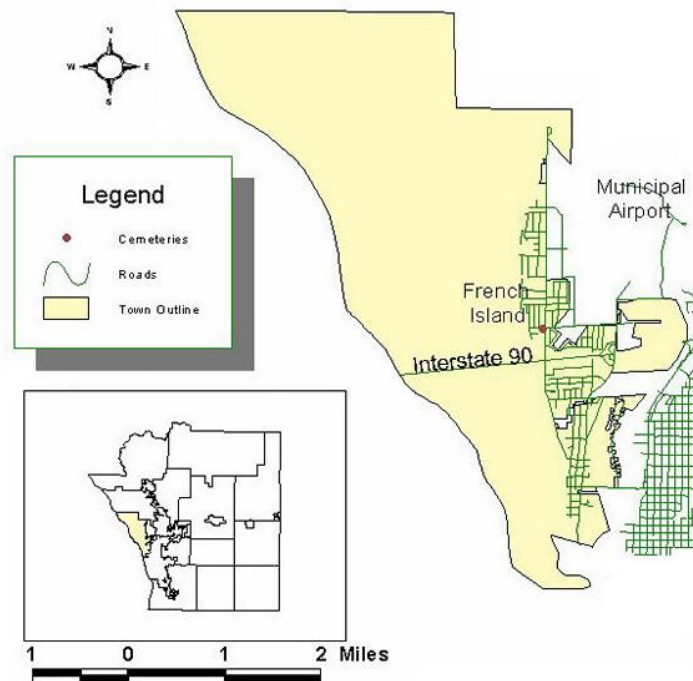 N
W E
S
Legend
Cemeteries
Roads
Town Outline
Municipal
Airport
French
Island
Interstate 90
1 0 1 2 Miles